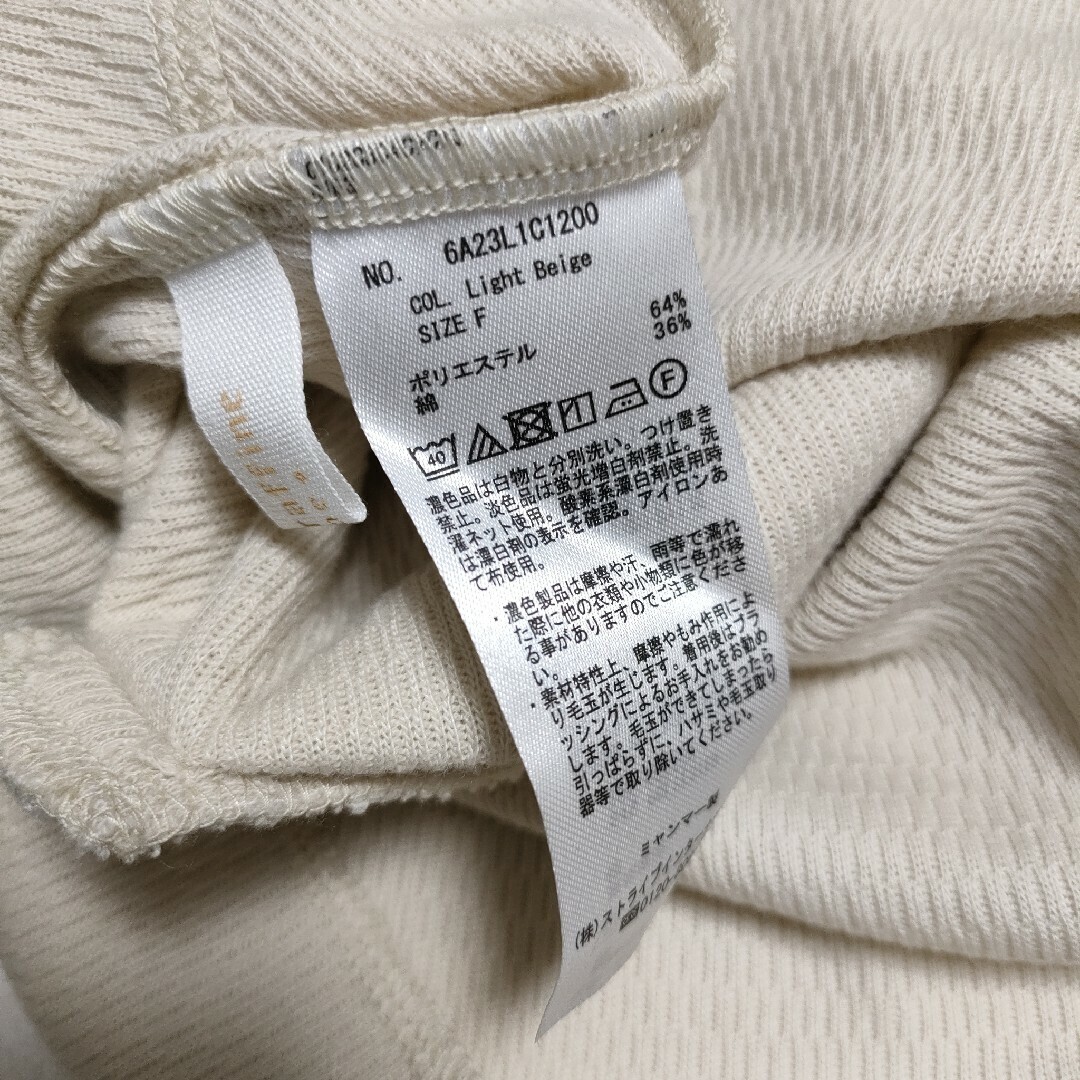 NO. 6A23L1C1200
COL. Light Beige
SIZE F
ポリエステル 64%
綿 36%
40
F
濃色品は白物と分別洗い。つけ置き
禁止。淡色品は蛍光増白剤禁止。洗
濯ネット使用。酸素系漂白剤使用時
は漂白剤の表示を確認。アイロンあ
て布使用。
・濃色製品は摩擦や汗、雨等で濡れ
た際に他の衣類や小物類に色が移
る事がありますのでご注意くださ
い。
・素材特性上、摩擦やもみ作用によ
り毛玉が生じます。着用後はブラ
ッシングによるお手入れをお勧め
します。毛玉ができてしまったら
引っぱらずに、ハサミや毛玉取り
器等で取り除いてください。
ミャンマー製
(株)ストライプイン
0120-